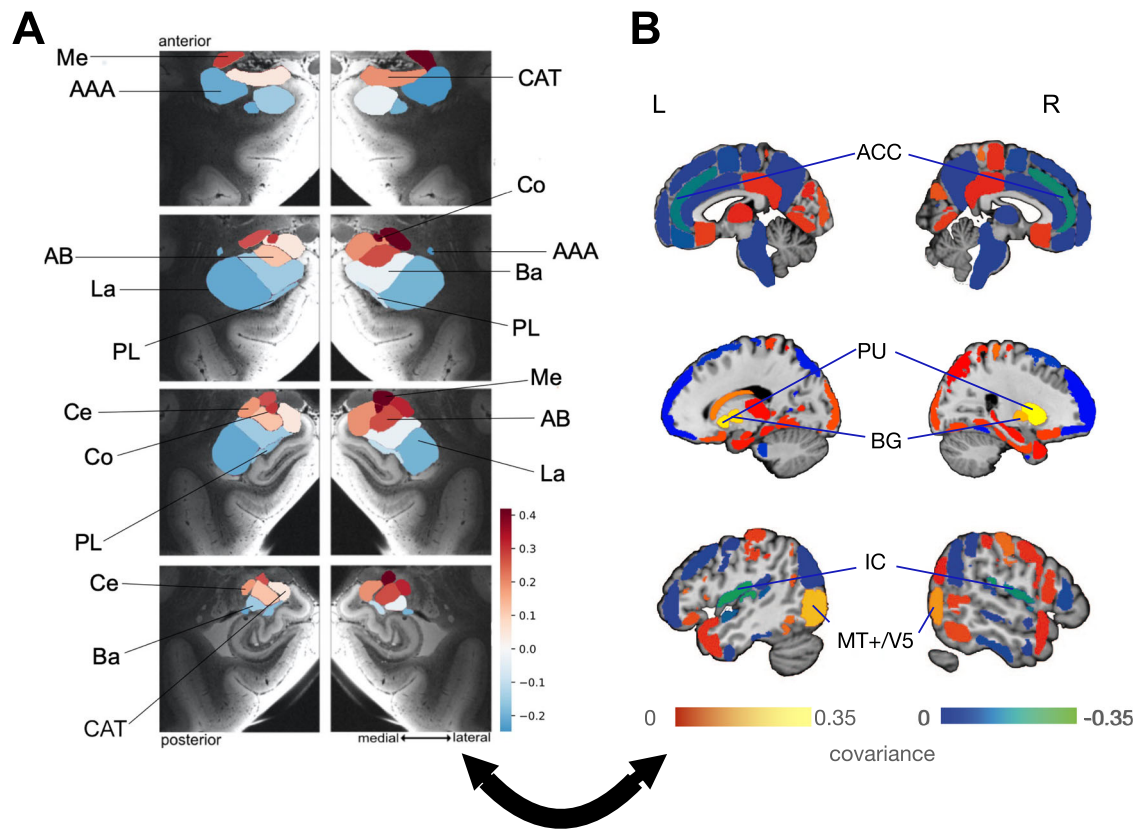 A
anterior
Me
AAA
CAT
Co
AB
AAA
La
Ba
PL
PL
Me
Ce
AB
Co
La
PL
0.4
0.3
0.2
0.1
0.0
−0.1
−0.2
Ce
Ba
CAT
posterior
medial
lateral
B
L
R
ACC
PU
BG
IC
MT+/V5
0
0.35
0
-0.35
covariance